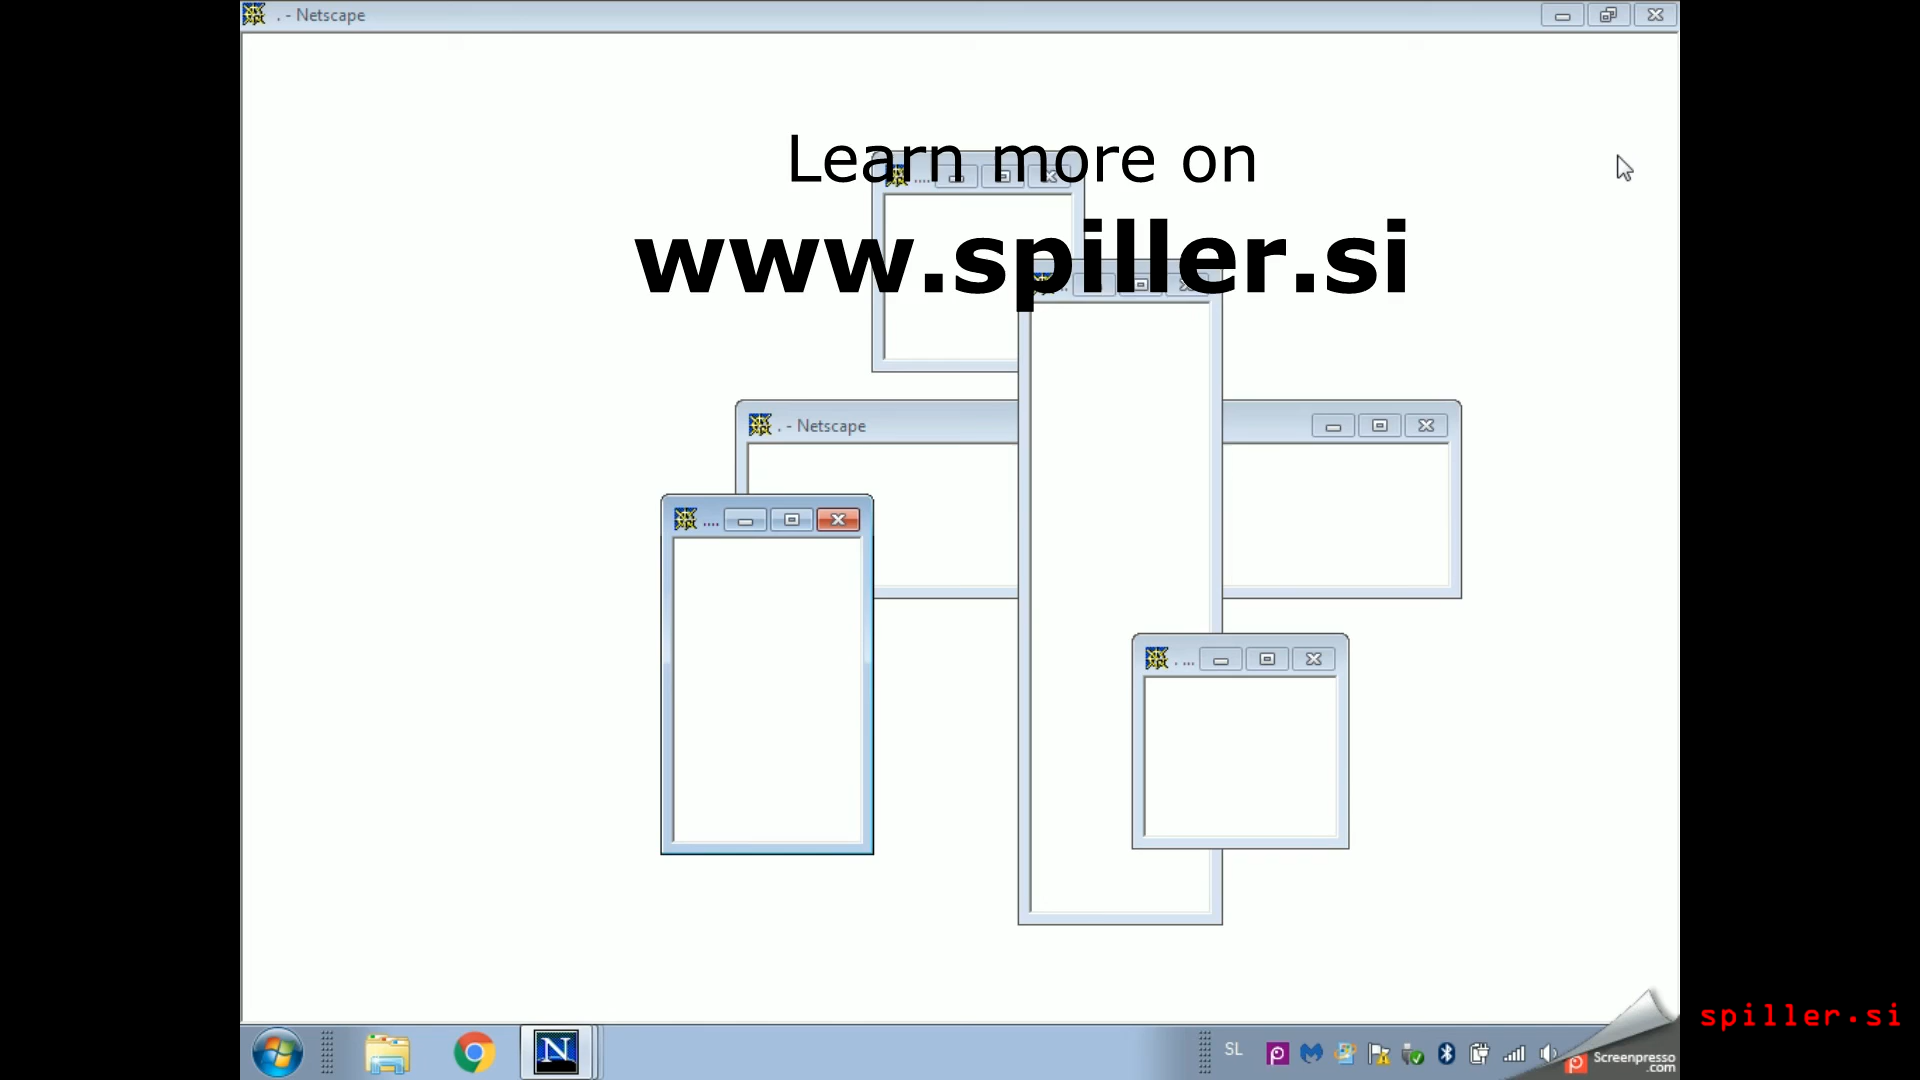 . - Netscape
Learn more on
....
www.spiller.si
. - Netscape
....
. ...
SL
Screenpresso
.com
spiller.si
N